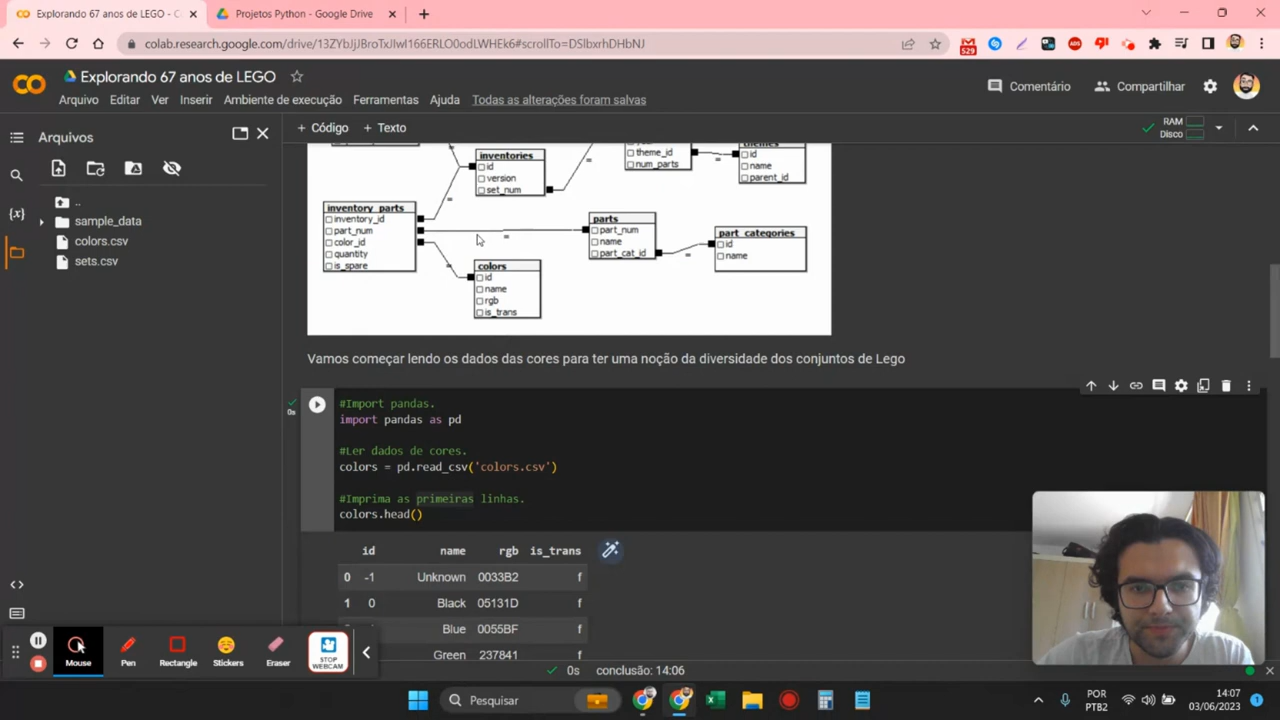 Explorando 67 anos de LEGO - C
Projetos Python - Google Drive
colab.research.google.com/drive/13ZYbJjJBroTxJIwI166ERLO0odLWHEk6#scrollTo=DSlbxrhDHbNJ
529
Explorando 67 anos de LEGO
Arquivo Editar Ver Inserir Ambiente de execução Ferramentas Ajuda Todas as alterações foram salvas
Comentário
Compartilhar
Arquivos
+ Código + Texto
RAM
Disco
..
sample_data
colors.csv
sets.csv
{x}
inventories
id
version
set_num
theme_id
num_parts
themes
id
name
parent_id
inventory_parts
inventory_id
part_num
color_id
quantity
is_spare
parts
part_num
name
part_cat_id
part_categories
id
name
colors
id
name
rgb
is_trans
Vamos começar lendo os dados das cores para ter uma noção da diversidade dos conjuntos de Lego
0s
#Import pandas.
import pandas as pd
#Ler dados de cores.
colors = pd.read_csv('colors.csv')
#Imprima as primeiras linhas.
colors.head()
id name rgb is_trans
0 -1 Unknown 0033B2 f
1 0 Black 05131D f
Blue 0055BF f
Green 237841 f
0s conclusão: 14:06
Mouse
Pen
Rectangle
Stickers
Eraser
STOP
WEBCAM
Pesquisar
POR
PTB2
14:07
03/06/2023
1